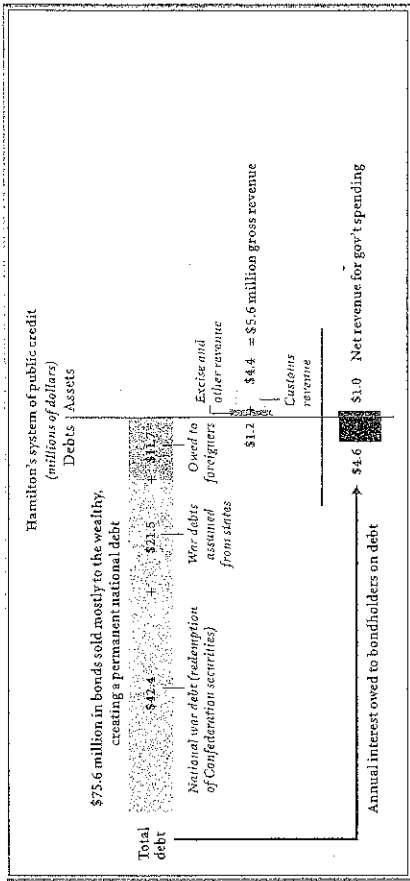 Hamilton's system of public credit
(millions of dollars)
Debts Assets
$75.6 million in bonds sold mostly to the wealthy,
creating a permanent national debt
Total
debt
$42.4 + $21.5 + $11.7
National war debt (redemption
of Confederation securities)
War debts
assumed
from states
Owed to
foreigners
Excise and
other revenue
$1.2 + $4.4 = $5.6 million gross revenue
Customs
revenue
$4.6 $1.0 Net revenue for gov't spending
Annual interest owed to bondholders on debt